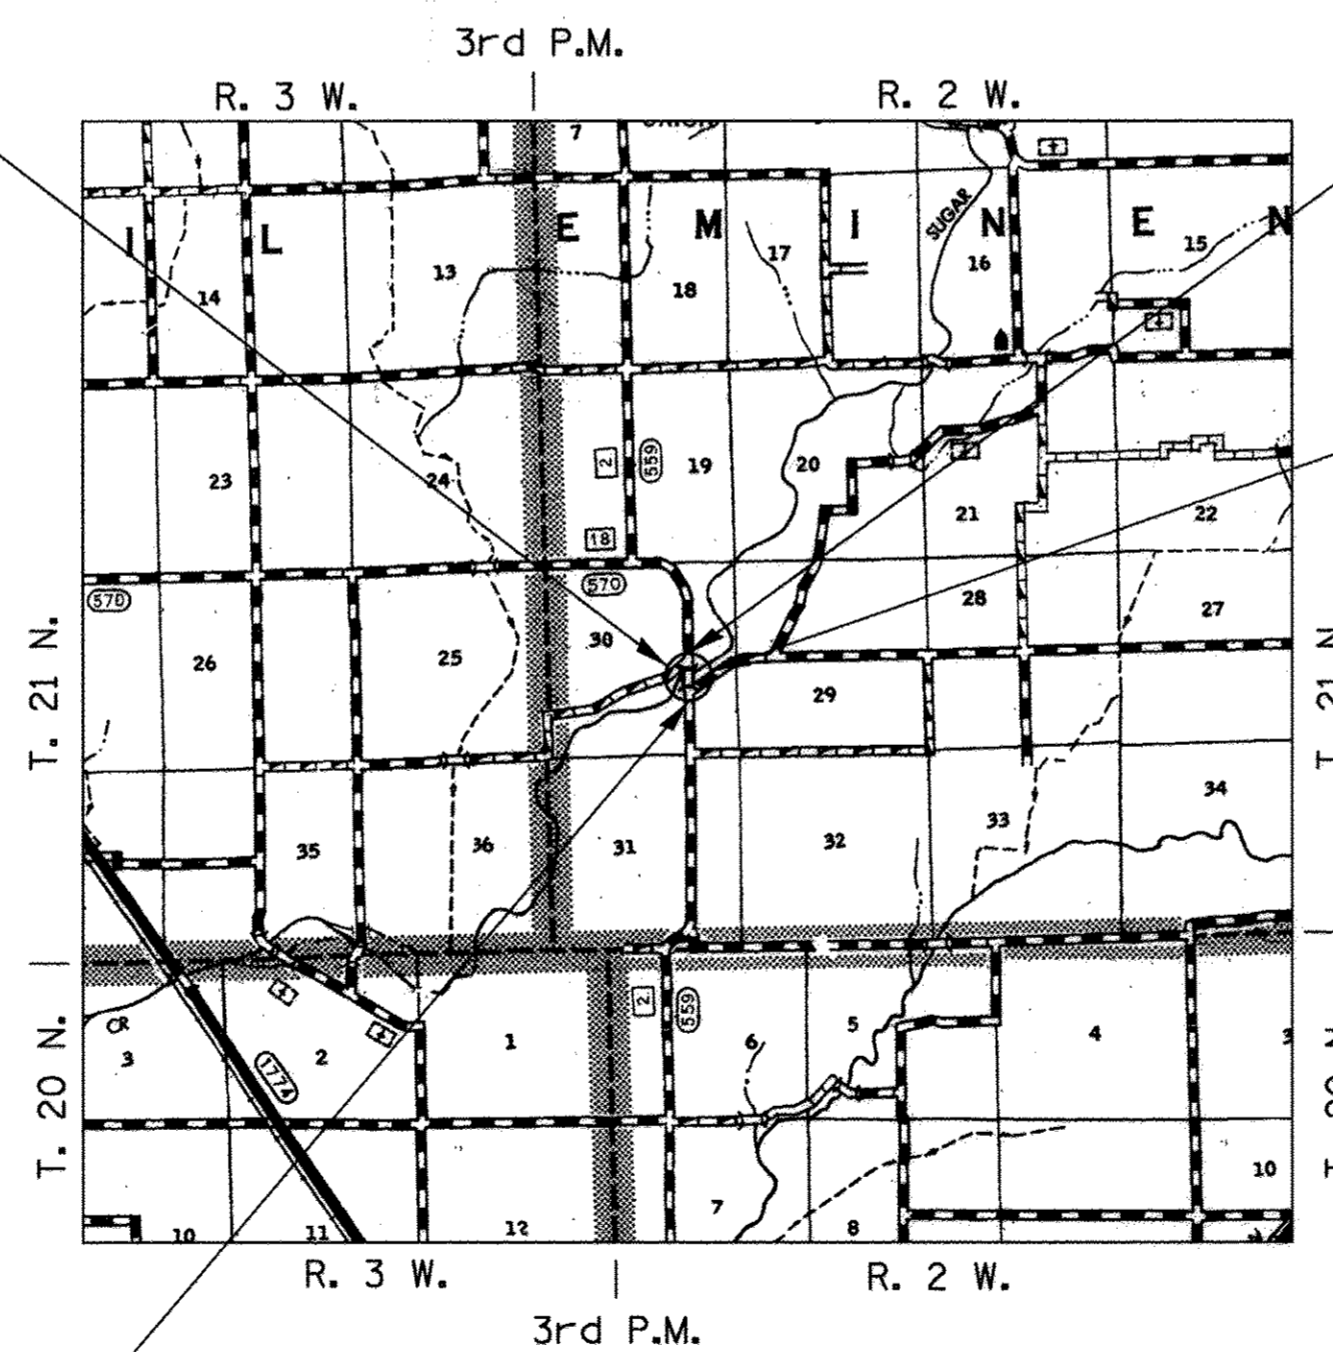 3rd P.M.
R. 3 W. R. 2 W.
7
I L E M I N E N
SUGAR
14 13 18 17 16 15
23 24 2 559 19 20 21 22
18
570 570
26 25 30 29 28 27
T. 21 N. T. 21 N.
35 36 31 32 33 34
T. 20 N.
CR
3 2 1 2 559 6 5 4
177A
10 11 12 7 8 10
R. 3 W. R. 2 W.
3rd P.M.